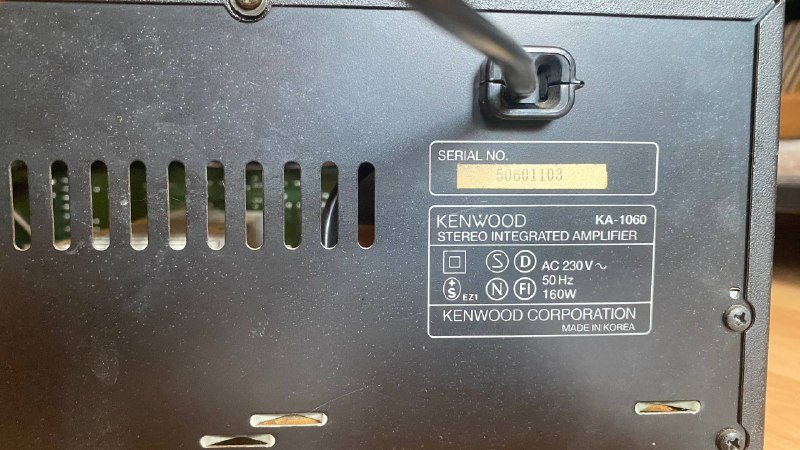 SERIAL NO.
50601103
KENWOOD KA-1060
STEREO INTEGRATED AMPLIFIER
S D AC 230V~
50Hz
S EZ1 N FI 160W
KENWOOD CORPORATION
MADE IN KOREA